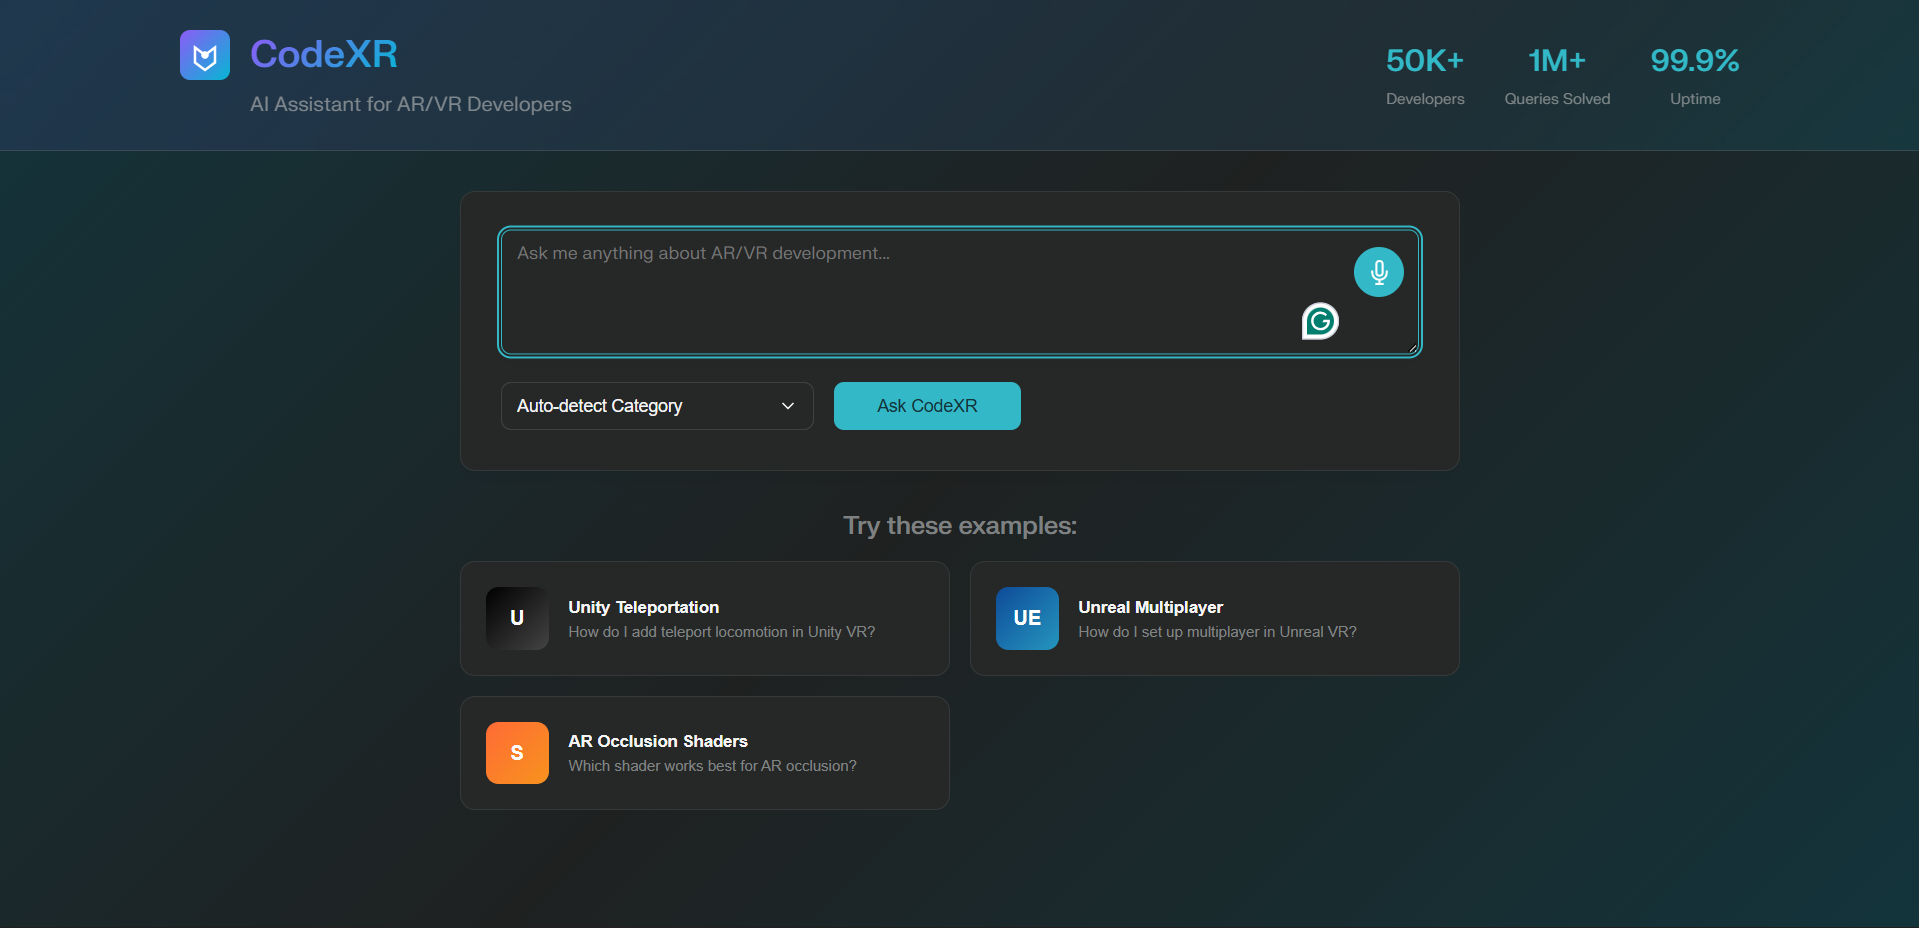 CodeXR
AI Assistant for AR/VR Developers
50K+
Developers
1M+
Queries Solved
99.9%
Uptime
Ask me anything about AR/VR development...
G
Auto-detect Category
Ask CodeXR
Try these examples:
U
Unity Teleportation
How do I add teleport locomotion in Unity VR?
UE
Unreal Multiplayer
How do I set up multiplayer in Unreal VR?
S
AR Occlusion Shaders
Which shader works best for AR occlusion?